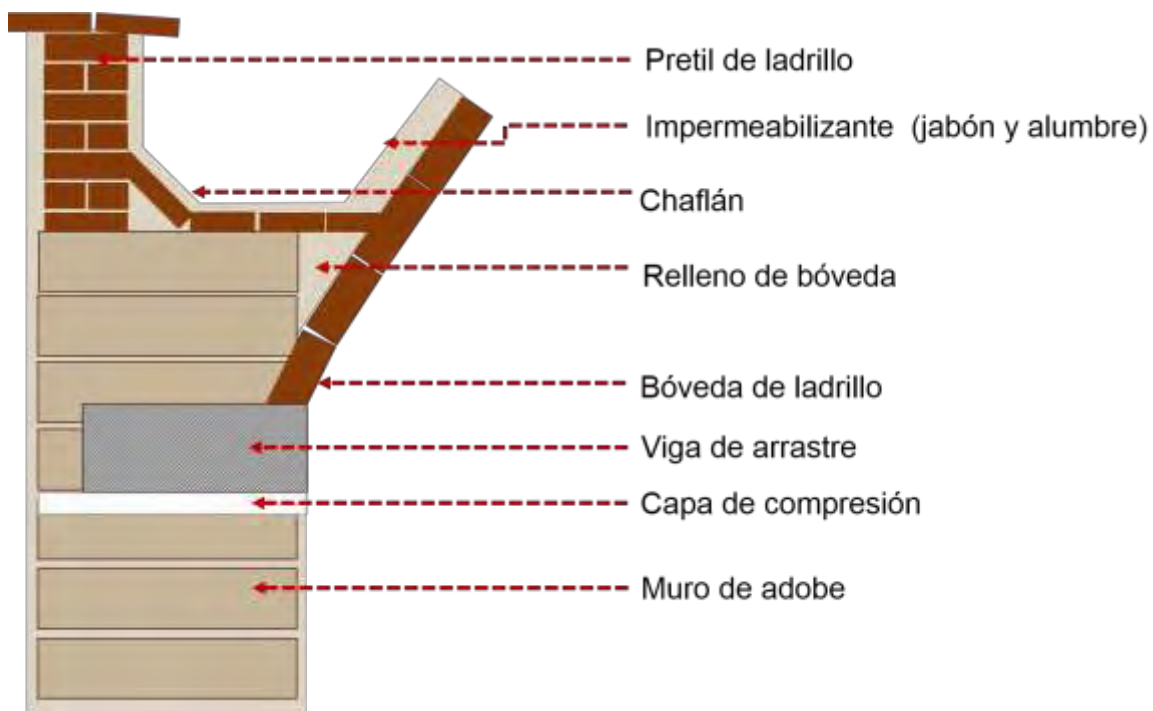 Pretil de ladrillo
Impermeabilizante (jabón y alumbre)
Chaflán
Relleno de bóveda
Bóveda de ladrillo
Viga de arrastre
Capa de compresión
Muro de adobe